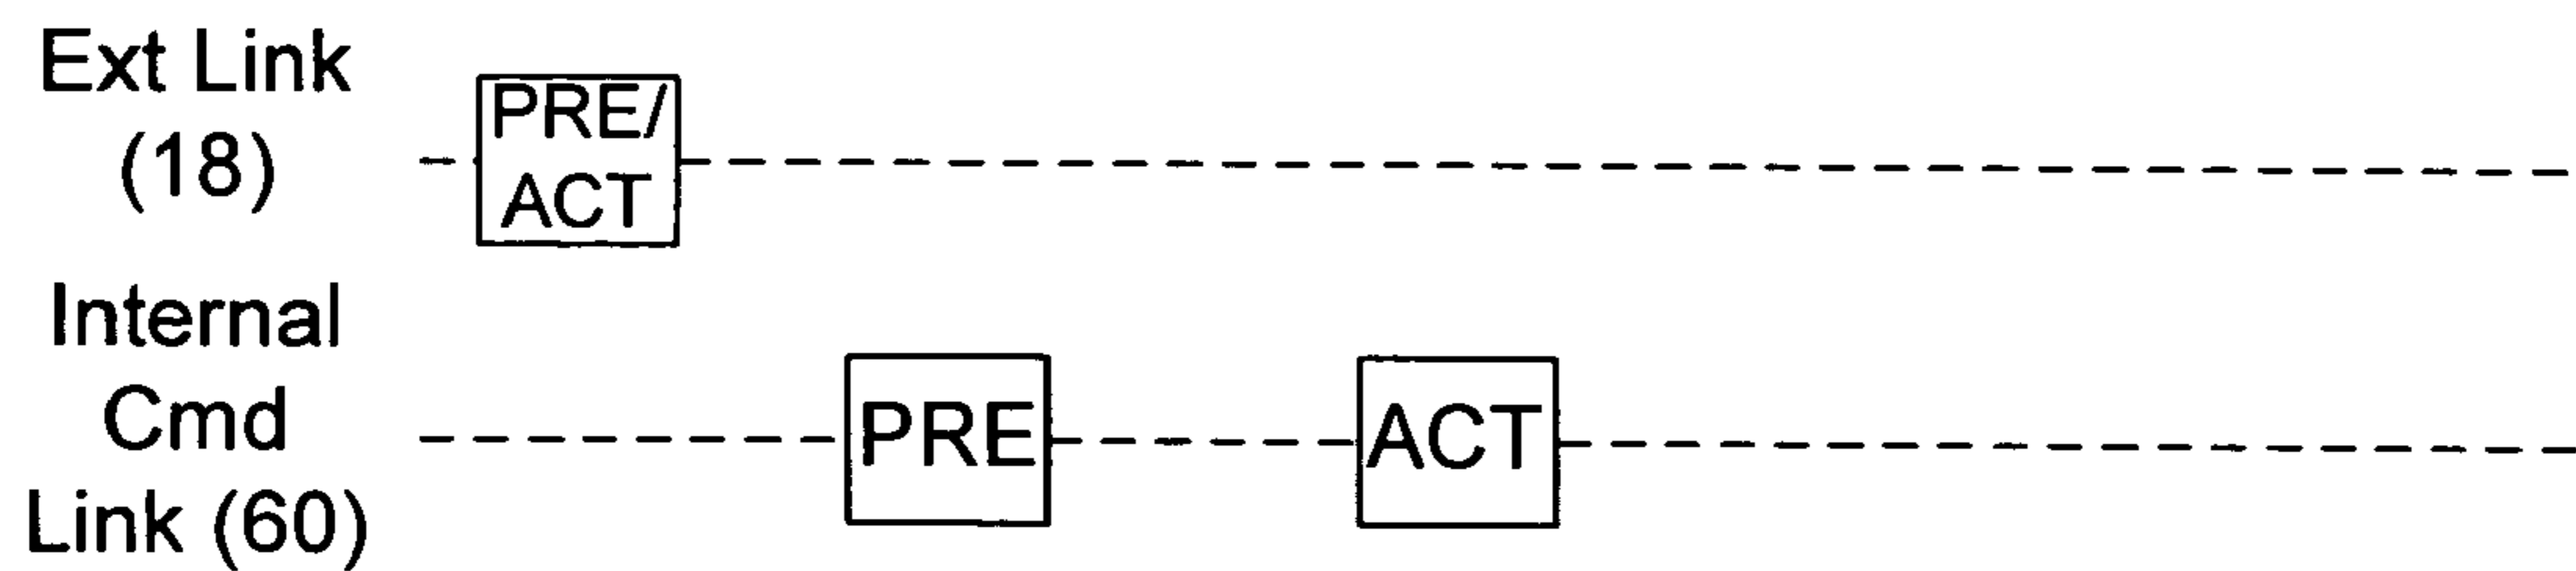 Ext Link
(18)
PRE/
ACT
Internal
Cmd
Link (60)
PRE
ACT